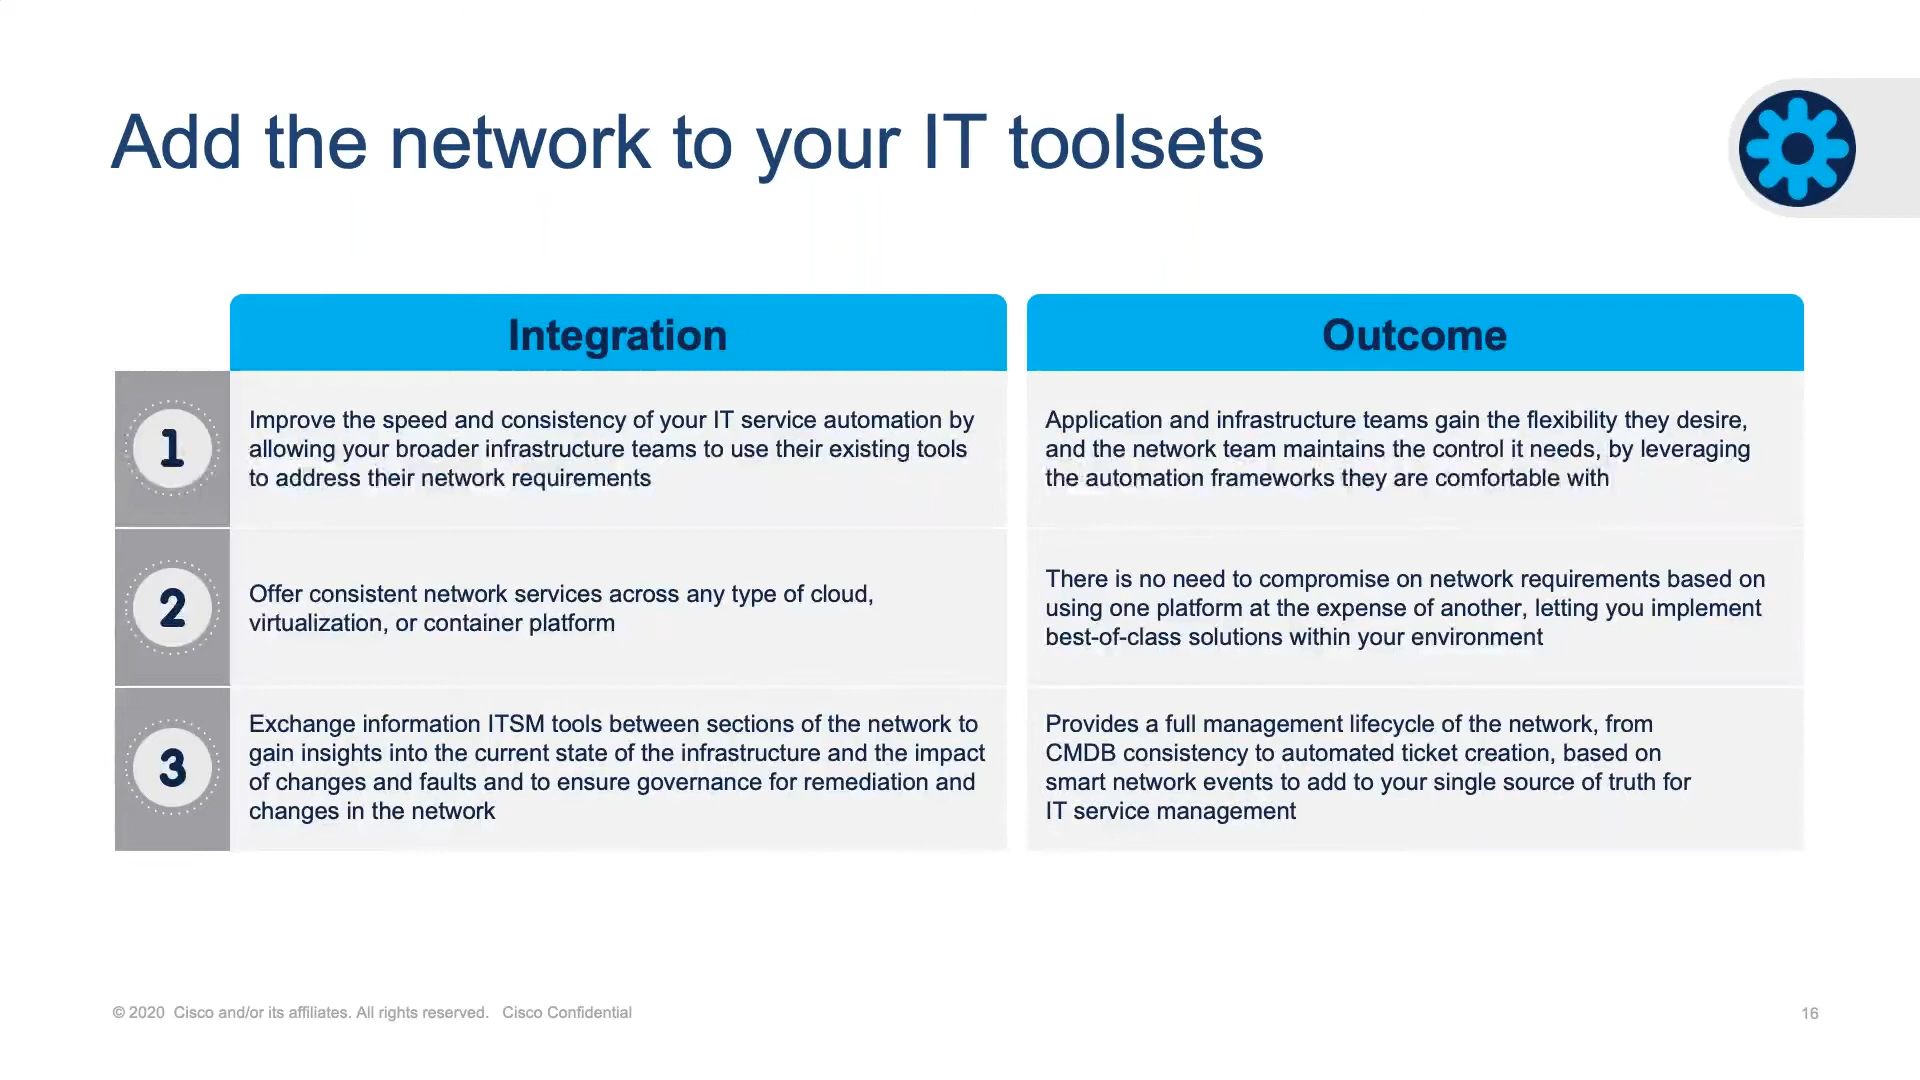 Add the network to your IT toolsets
Integration
Outcome
1
Improve the speed and consistency of your IT service automation by
allowing your broader infrastructure teams to use their existing tools
to address their network requirements
Application and infrastructure teams gain the flexibility they desire,
and the network team maintains the control it needs, by leveraging
the automation frameworks they are comfortable with
2
Offer consistent network services across any type of cloud,
virtualization, or container platform
There is no need to compromise on network requirements based on
using one platform at the expense of another, letting you implement
best-of-class solutions within your environment
3
Exchange information ITSM tools between sections of the network to
gain insights into the current state of the infrastructure and the impact
of changes and faults and to ensure governance for remediation and
changes in the network
Provides a full management lifecycle of the network, from
CMDB consistency to automated ticket creation, based on
smart network events to add to your single source of truth for
IT service management
© 2020 Cisco and/or its affiliates. All rights reserved. Cisco Confidential
16